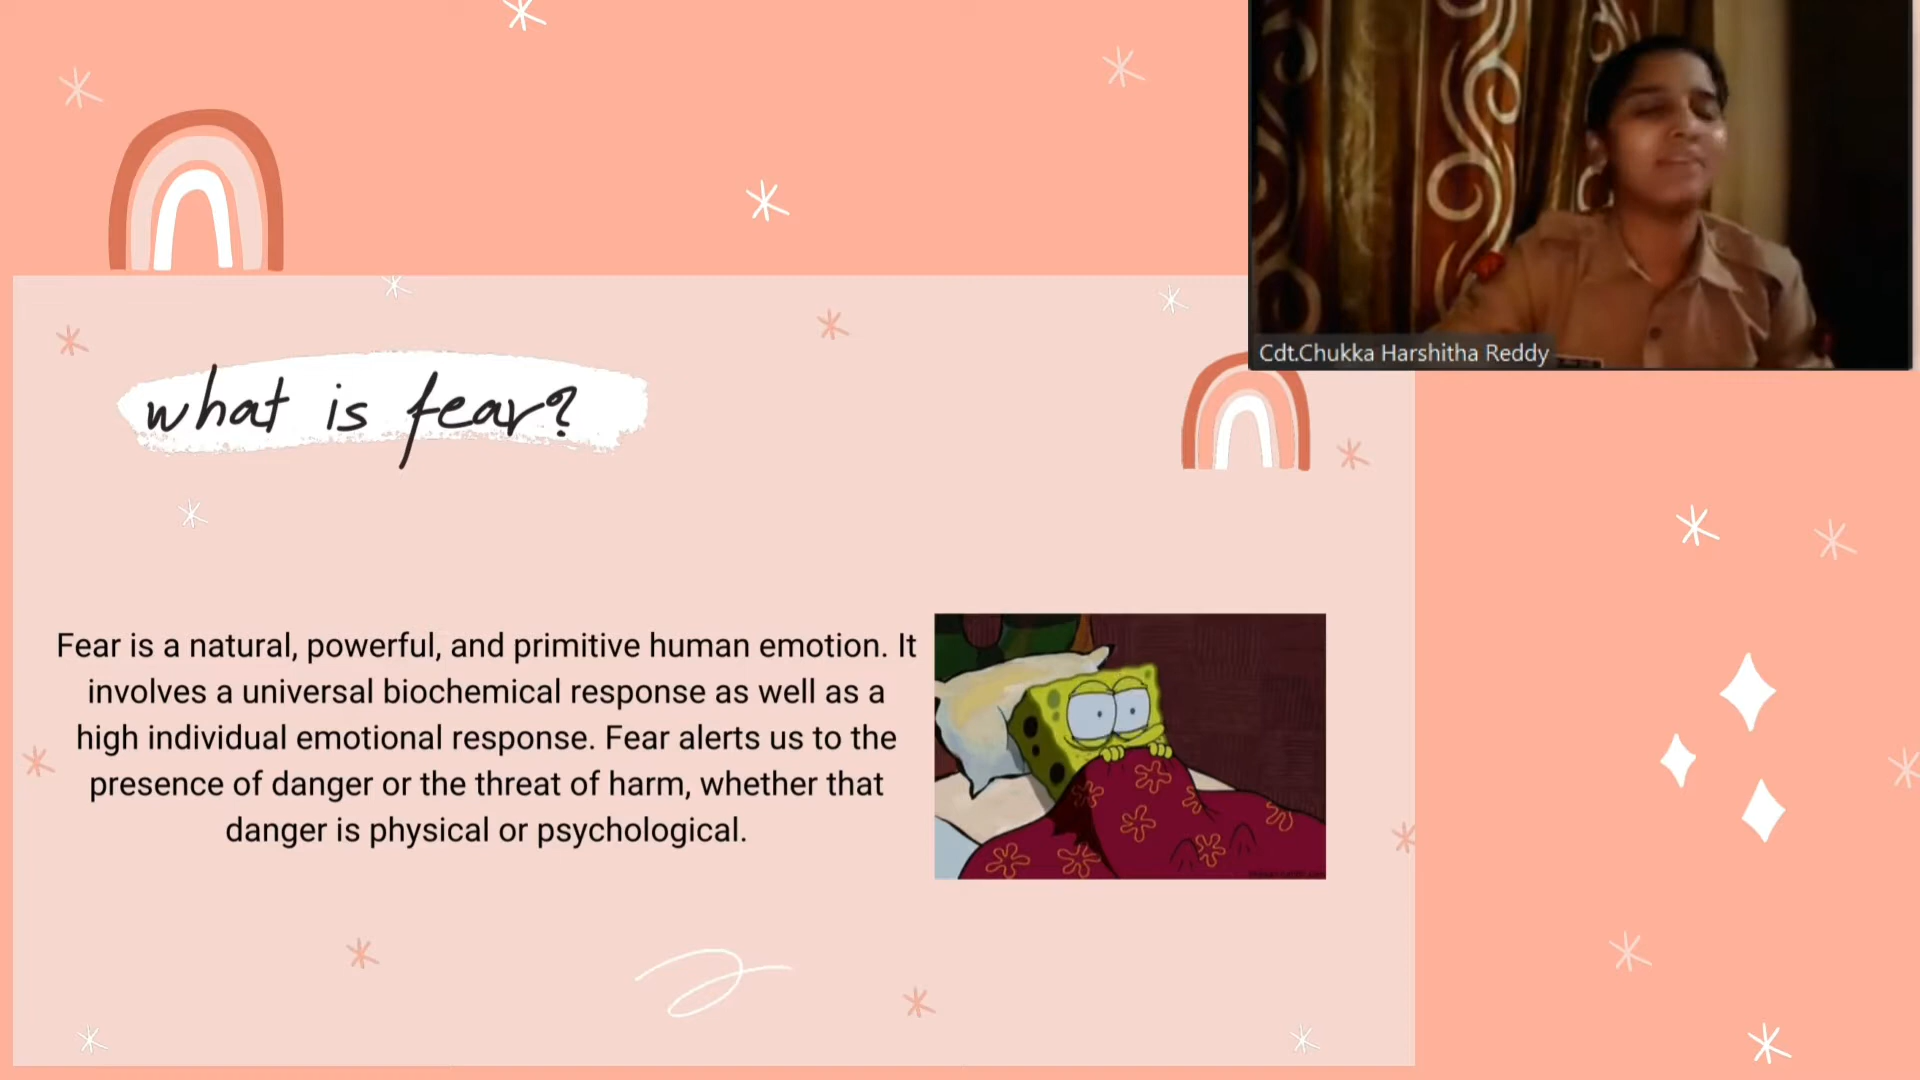 Cdt.Chukka Harshitha Reddy
what is fear?
Fear is a natural, powerful, and primitive human emotion. It
involves a universal biochemical response as well as a
high individual emotional response. Fear alerts us to the
presence of danger or the threat of harm, whether that
danger is physical or psychological.